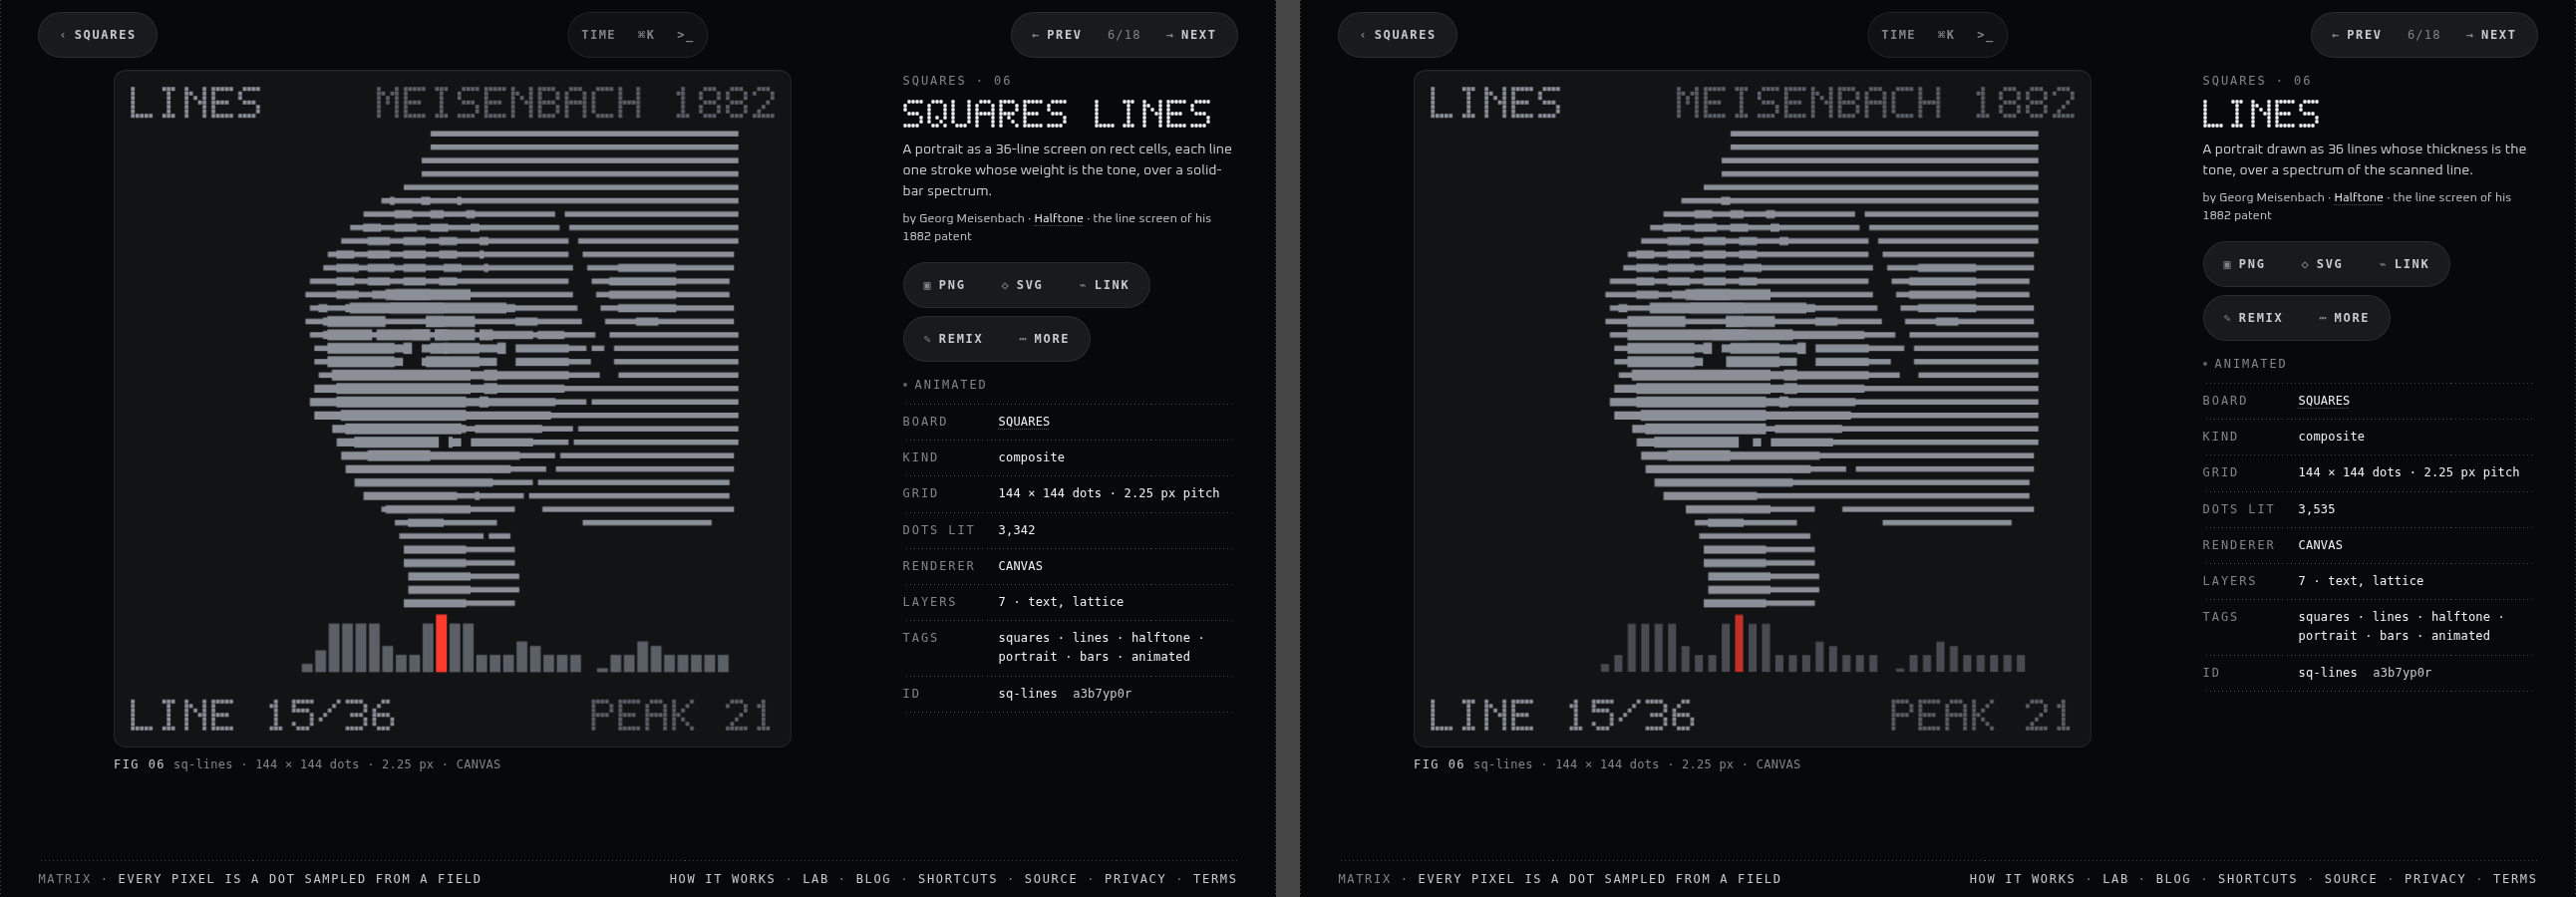 ‹ SQUARES
TIME ⌘K >_
← PREV 6/18 → NEXT
LINES MEISENBACH 1882
LINE 15/36 PEAK 21
FIG 06 sq-lines · 144 × 144 dots · 2.25 px · CANVAS
SQUARES · 06
SQUARES LINES
A portrait as a 36-line screen on rect cells, each line
one stroke whose weight is the tone, over a solid-
bar spectrum.
by Georg Meisenbach · Halftone · the line screen of his
1882 patent
PNG SVG LINK
REMIX MORE
• ANIMATED
BOARD SQUARES
KIND composite
GRID 144 × 144 dots · 2.25 px pitch
DOTS LIT 3,342
RENDERER CANVAS
LAYERS 7 · text, lattice
TAGS squares · lines · halftone ·
portrait · bars · animated
ID sq-lines a3b7yp0r
MATRIX · EVERY PIXEL IS A DOT SAMPLED FROM A FIELD
HOW IT WORKS · LAB · BLOG · SHORTCUTS · SOURCE · PRIVACY · TERMS
‹ SQUARES
TIME ⌘K >_
← PREV 6/18 → NEXT
LINES MEISENBACH 1882
LINE 15/36 PEAK 21
FIG 06 sq-lines · 144 × 144 dots · 2.25 px · CANVAS
SQUARES · 06
LINES
A portrait drawn as 36 lines whose thickness is the
tone, over a spectrum of the scanned line.
by Georg Meisenbach · Halftone · the line screen of his
1882 patent
PNG SVG LINK
REMIX MORE
• ANIMATED
BOARD SQUARES
KIND composite
GRID 144 × 144 dots · 2.25 px pitch
DOTS LIT 3,535
RENDERER CANVAS
LAYERS 7 · text, lattice
TAGS squares · lines · halftone ·
portrait · bars · animated
ID sq-lines a3b7yp0r
MATRIX · EVERY PIXEL IS A DOT SAMPLED FROM A FIELD
HOW IT WORKS · LAB · BLOG · SHORTCUTS · SOURCE · PRIVACY · TERMS